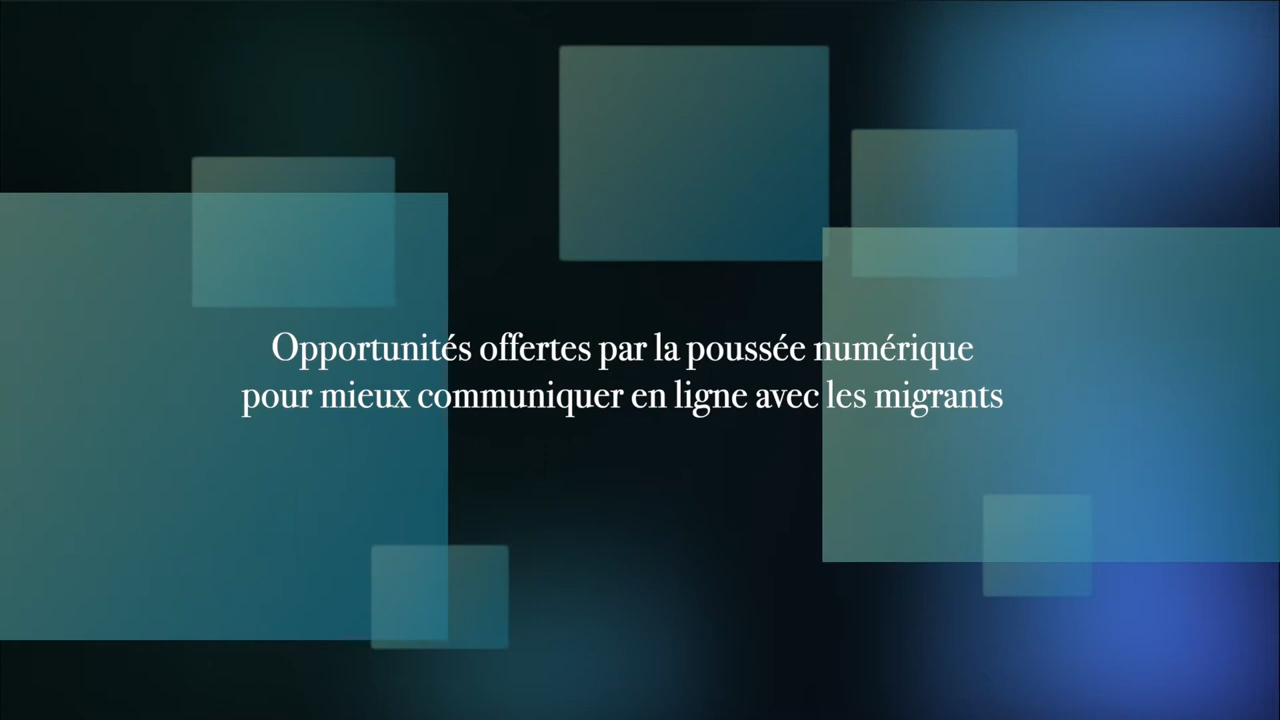 Opportunités offertes par la poussée numérique
pour mieux communiquer en ligne avec les migrants